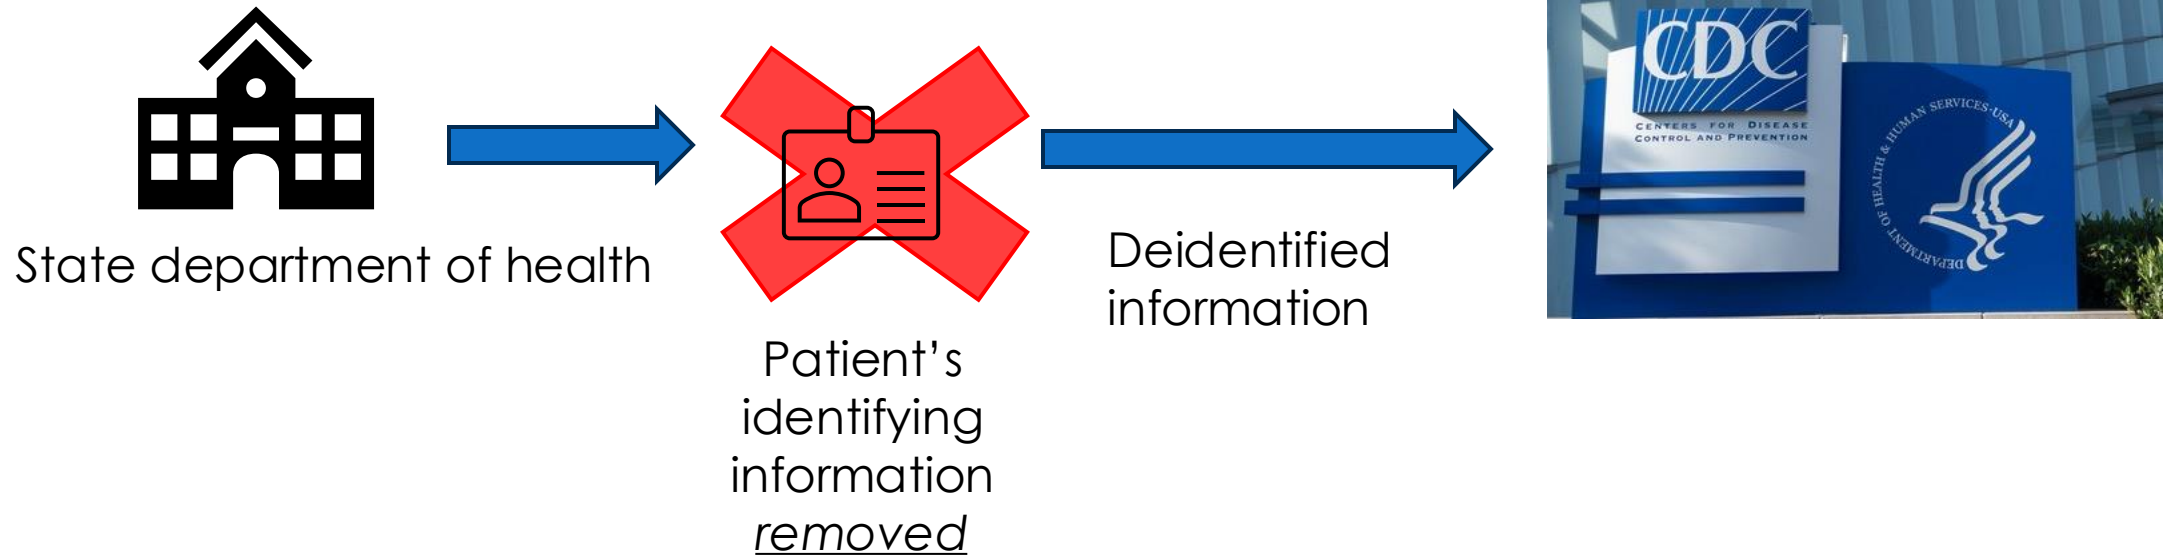 State department of health
Patient’s
identifying
information
removed
Deidentified
information
CDC
CENTERS FOR DISEASE
CONTROL AND PREVENTION
DEPARTMENT OF HEALTH & HUMAN SERVICES·USA